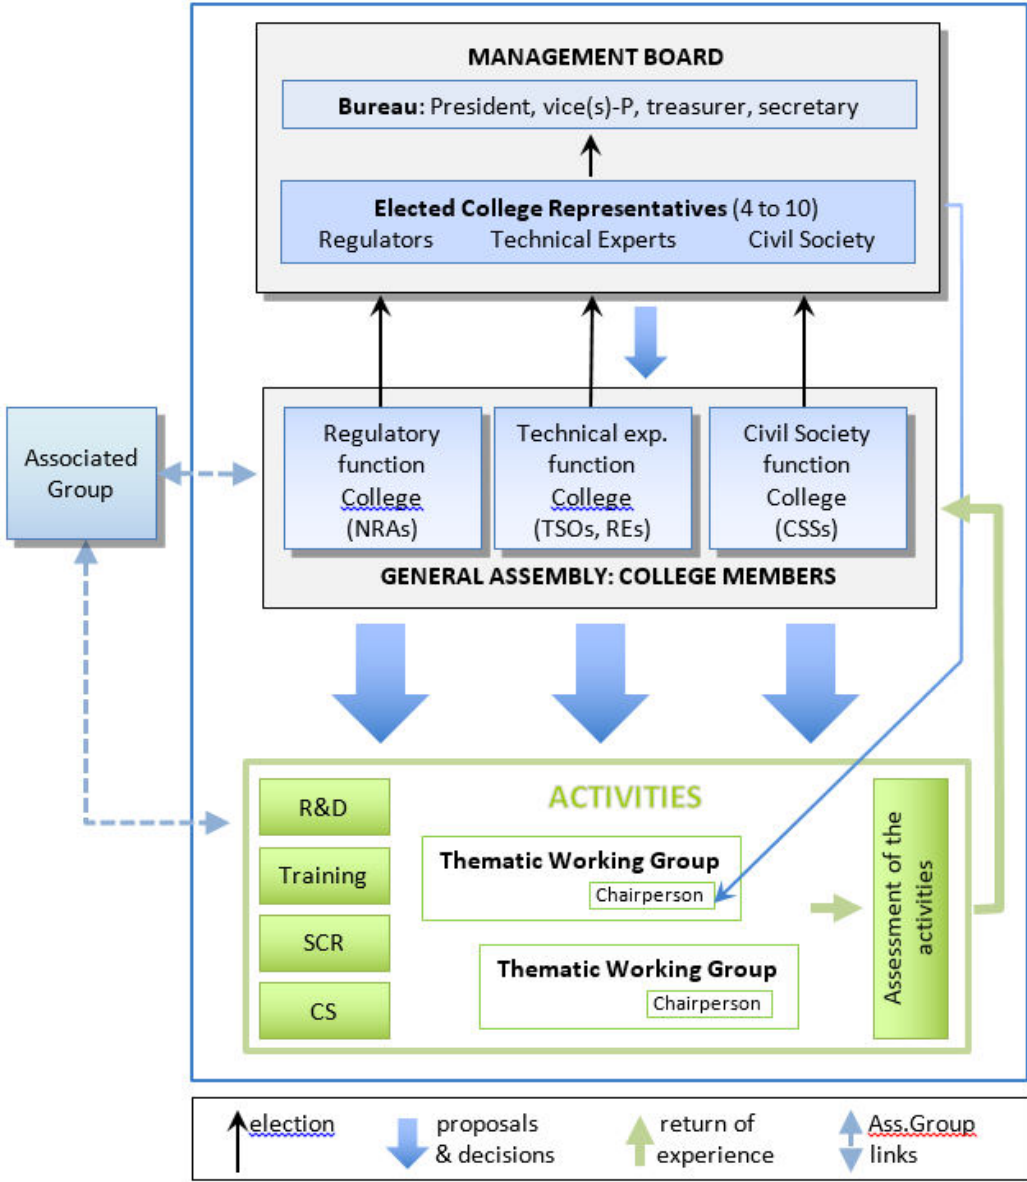 MANAGEMENT BOARD
Bureau: President, vice(s)-P, treasurer, secretary
Elected College Representatives (4 to 10)
Regulators Technical Experts Civil Society
Associated
Group
Regulatory
function
College
(NRAs)
Technical exp.
function
College
(TSOs, REs)
Civil Society
function
College
(CSSs)
GENERAL ASSEMBLY: COLLEGE MEMBERS
ACTIVITIES
R&D
Training
SCR
CS
Thematic Working Group
Chairperson
Thematic Working Group
Chairperson
Assessment of the
activities
election
proposals
& decisions
return of
experience
Ass.Group
links